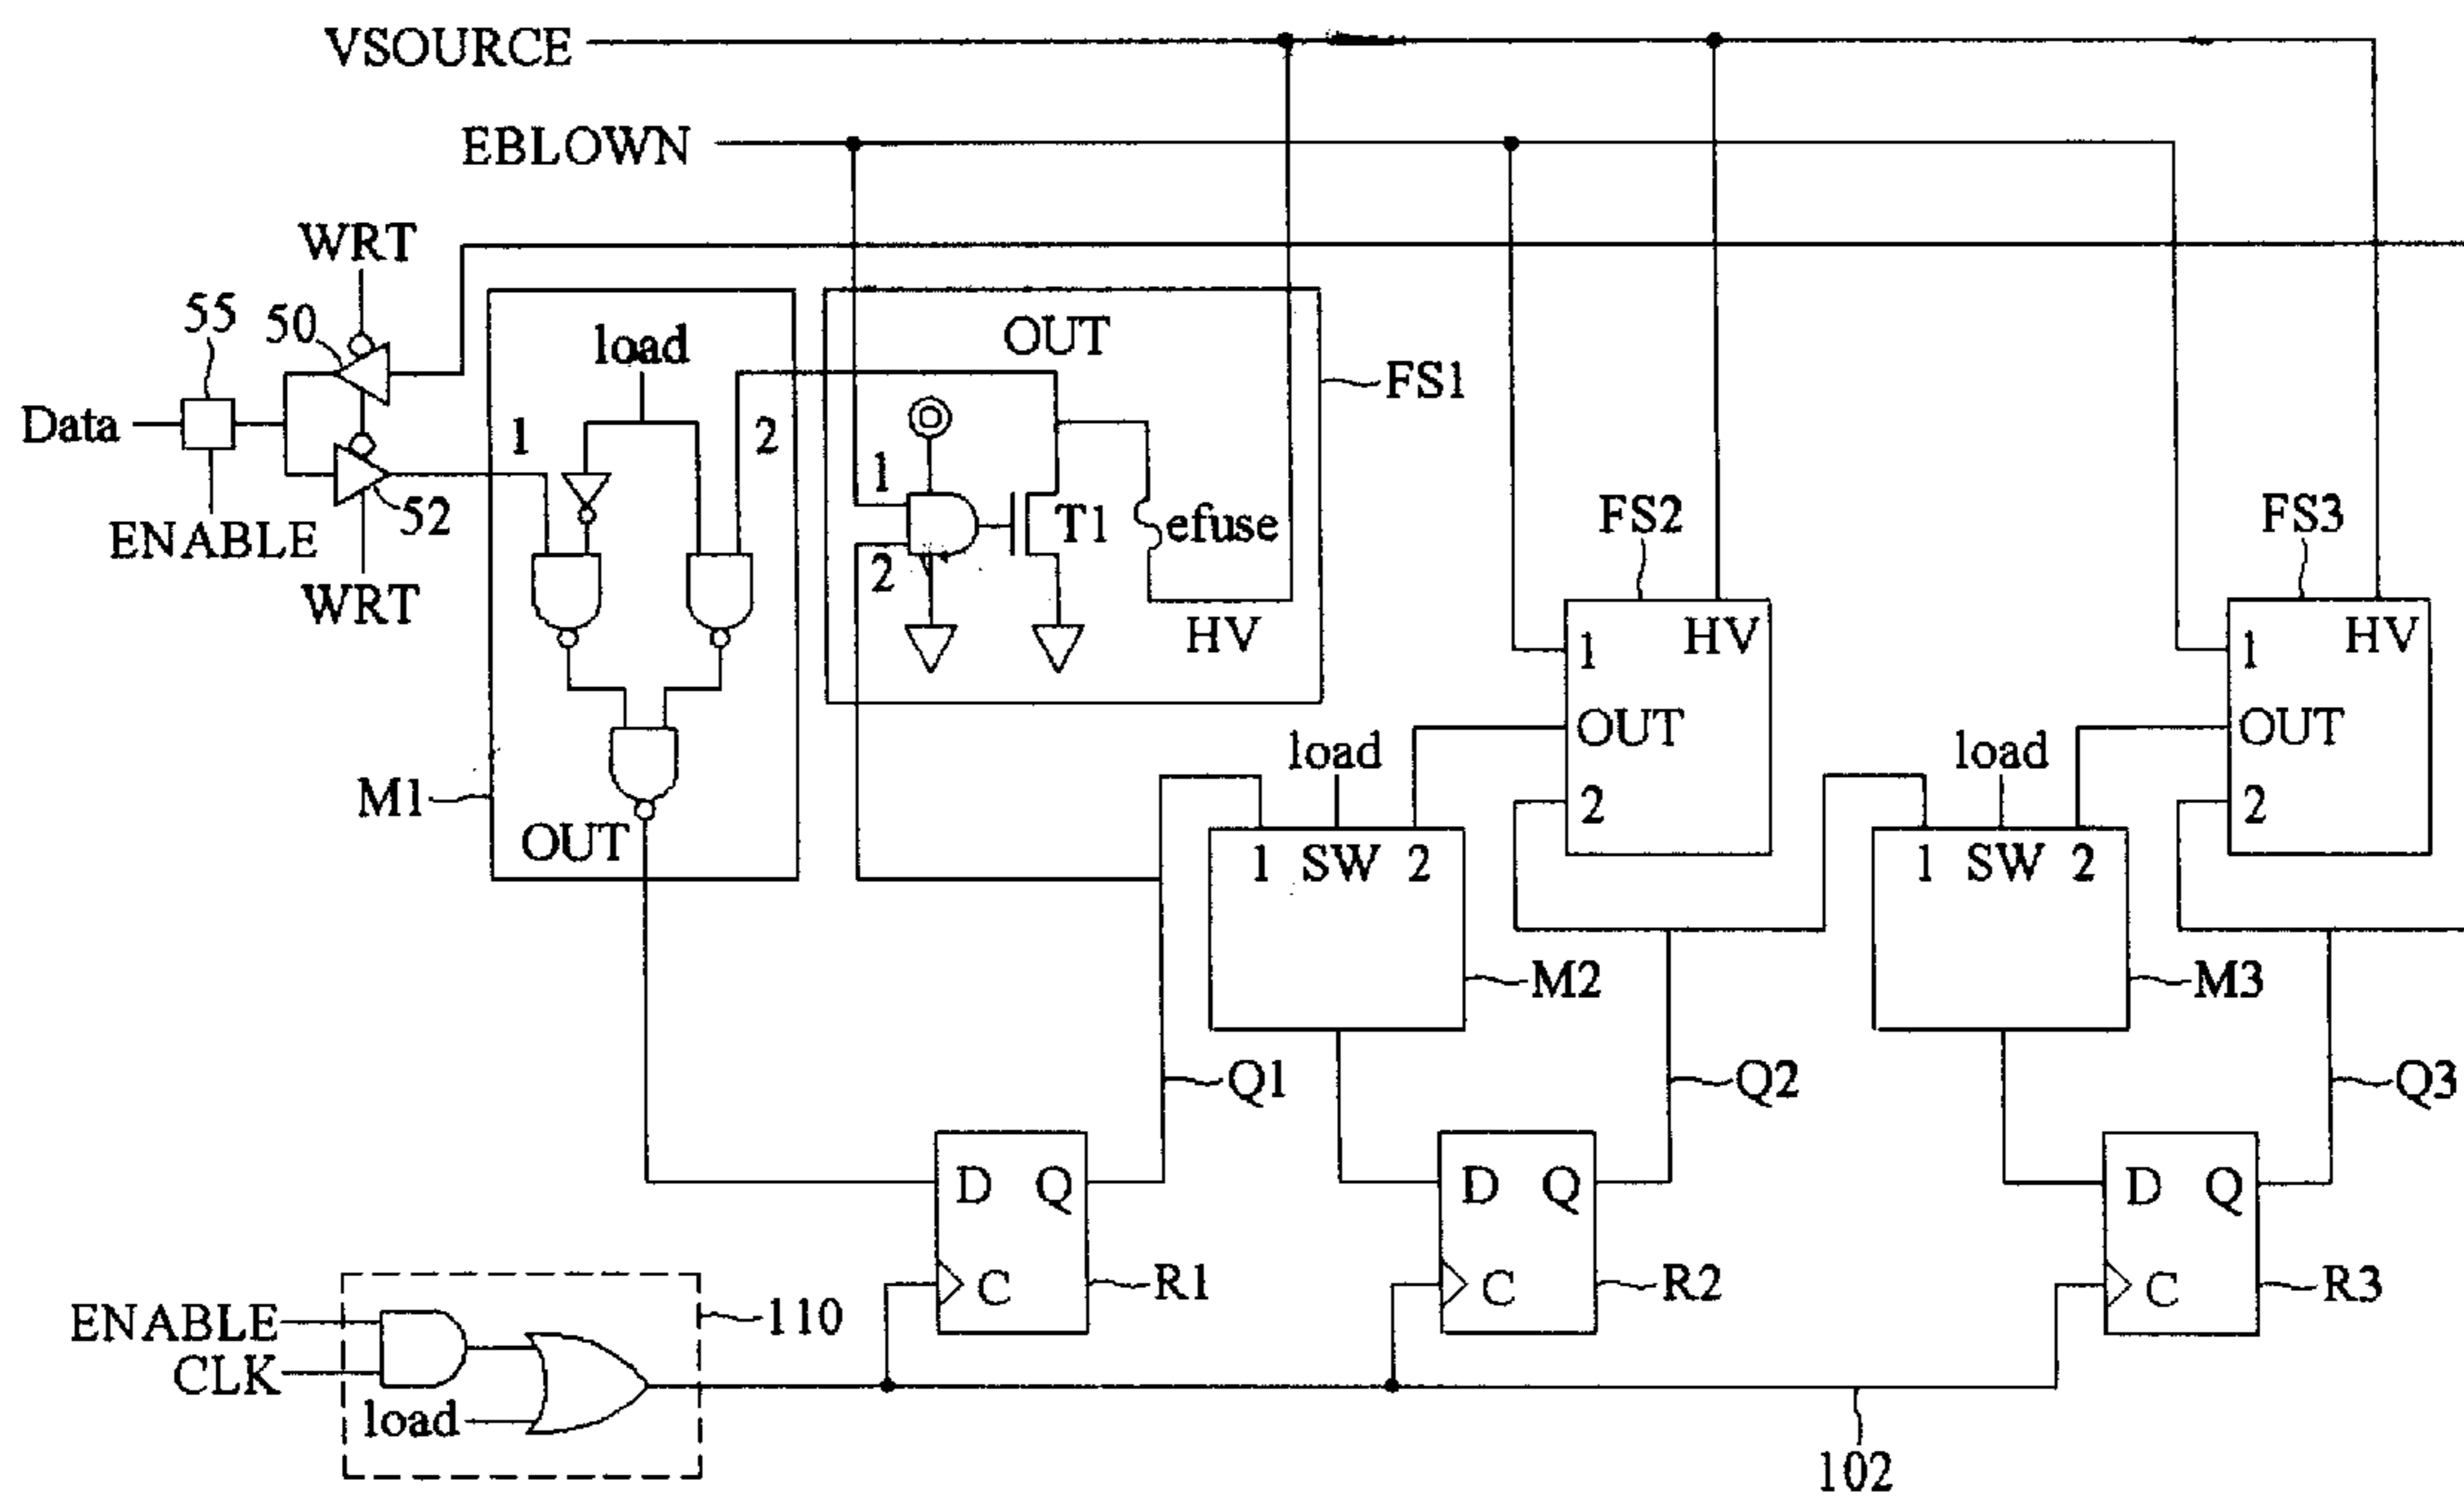 VSOURCE
EBLOWN
WRT
55
50
Data
ENABLE
52
WRT
load
1
2
OUT
M1
OUT
1
2
T1
efuse
HV
FS1
FS2
1
HV
OUT
2
FS3
1
HV
OUT
2
load
1 SW 2
M2
load
1 SW 2
M3
Q1
Q2
Q3
D Q
C
R1
D Q
C
R2
D Q
C
R3
ENABLE
CLK
load
110
102